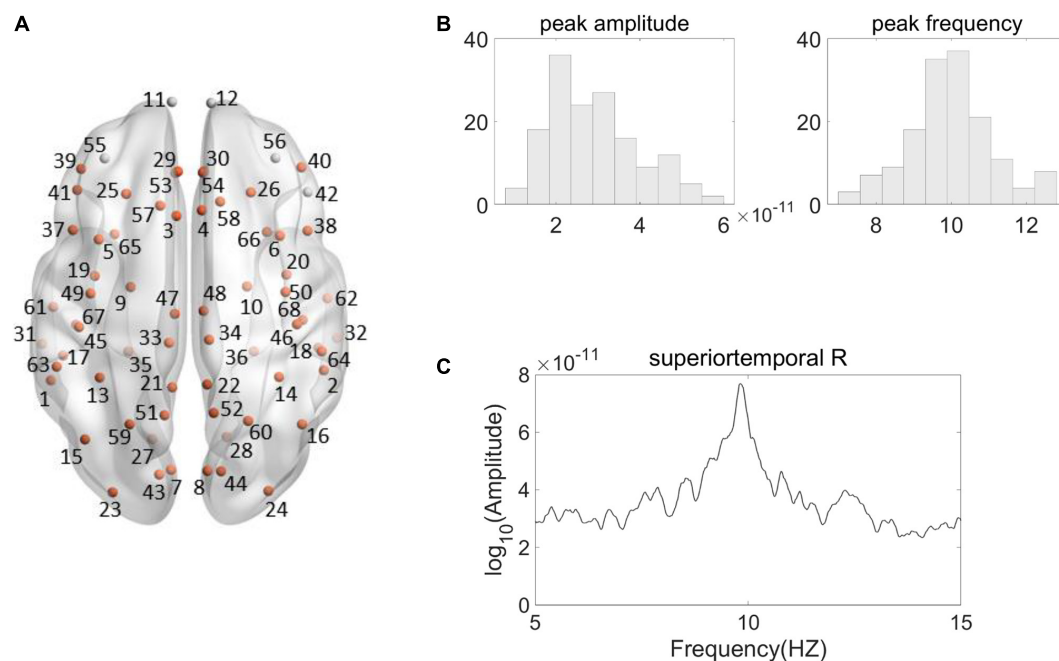 A
11 12
55 56
39 29 30 40
41 25 53 54 26 42
57 58
37 3 4 38
5 65 66 6
19 20
49 9 10 50
61 47 48 62
67 68
31 45 33 34 46 32
17 35 36 18
63 64
1 13 21 22 14 2
51 52
59 60
15 27 28 16
43 7 8 44
23 24
B
peak amplitude
40
20
0
2 4 6
×10-11
peak frequency
40
20
0
8 10 12
C
×10-11
superiortemporal R
8
6
4
2
0
log10(Amplitude)
5 10 15
Frequency(HZ)